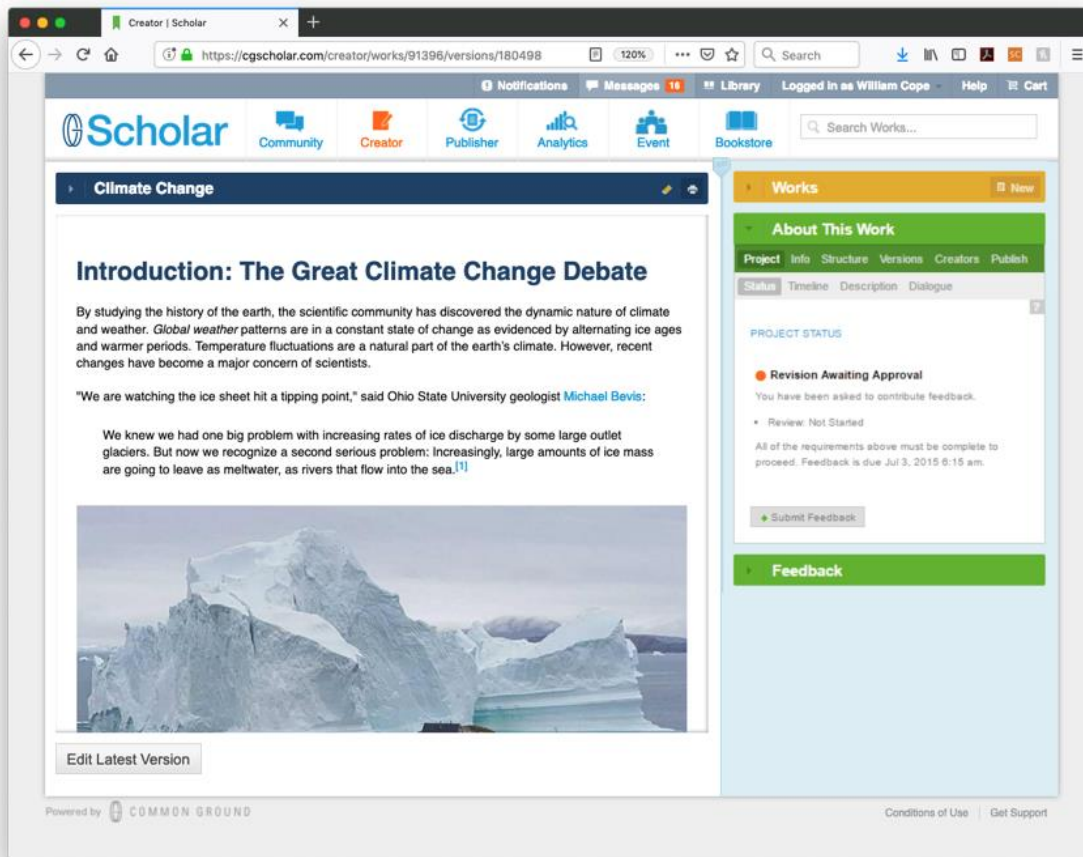 Creator | Scholar
https://cgscholar.com/creator/works/91396/versions/180498
120%
Search
Notifications
Messages 16
Library
Logged in as William Cope
Help
Cart
Scholar
Community
Creator
Publisher
Analytics
Event
Bookstore
Search Works...
Climate Change
Introduction: The Great Climate Change Debate
By studying the history of the earth, the scientific community has discovered the dynamic nature of climate
and weather. Global weather patterns are in a constant state of change as evidenced by alternating ice ages
and warmer periods. Temperature fluctuations are a natural part of the earth's climate. However, recent
changes have become a major concern of scientists.
"We are watching the ice sheet hit a tipping point," said Ohio State University geologist Michael Bevis:
We knew we had one big problem with increasing rates of ice discharge by some large outlet
glaciers. But now we recognize a second serious problem: Increasingly, large amounts of ice mass
are going to leave as meltwater, as rivers that flow into the sea.[1]
Edit Latest Version
Works
New
About This Work
Project Info Structure Versions Creators Publish
Status Timeline Description Dialogue
?
PROJECT STATUS
Revision Awaiting Approval
You have been asked to contribute feedback.
• Review: Not Started
All of the requirements above must be complete to
proceed. Feedback is due Jul 3, 2015 6:15 am.
Submit Feedback
Feedback
Powered by COMMON GROUND
Conditions of Use | Get Support